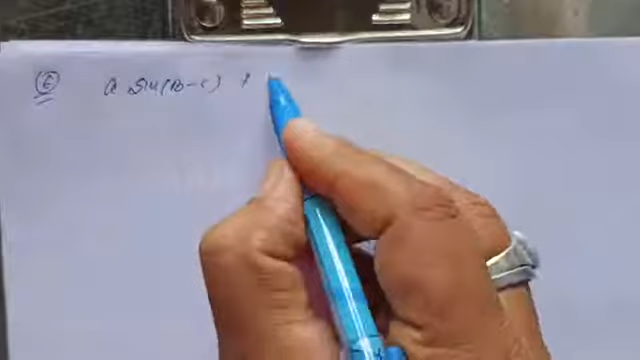 ⑥ a Sin(B-C) +